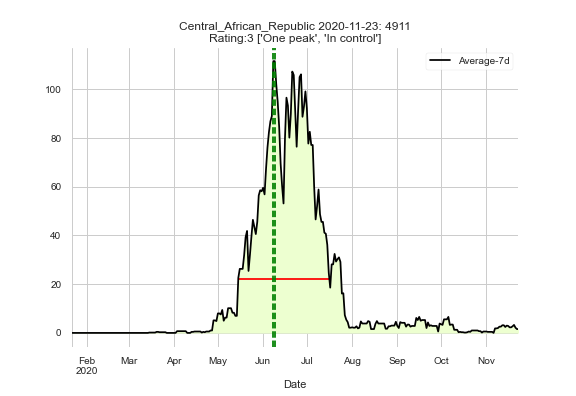 Central_African_Republic 2020-11-23: 4911
Rating:3 ['One peak', 'In control']
Average-7d
100
80
60
40
20
0
Feb Mar Apr May Jun Jul Aug Sep Oct Nov
2020
Date